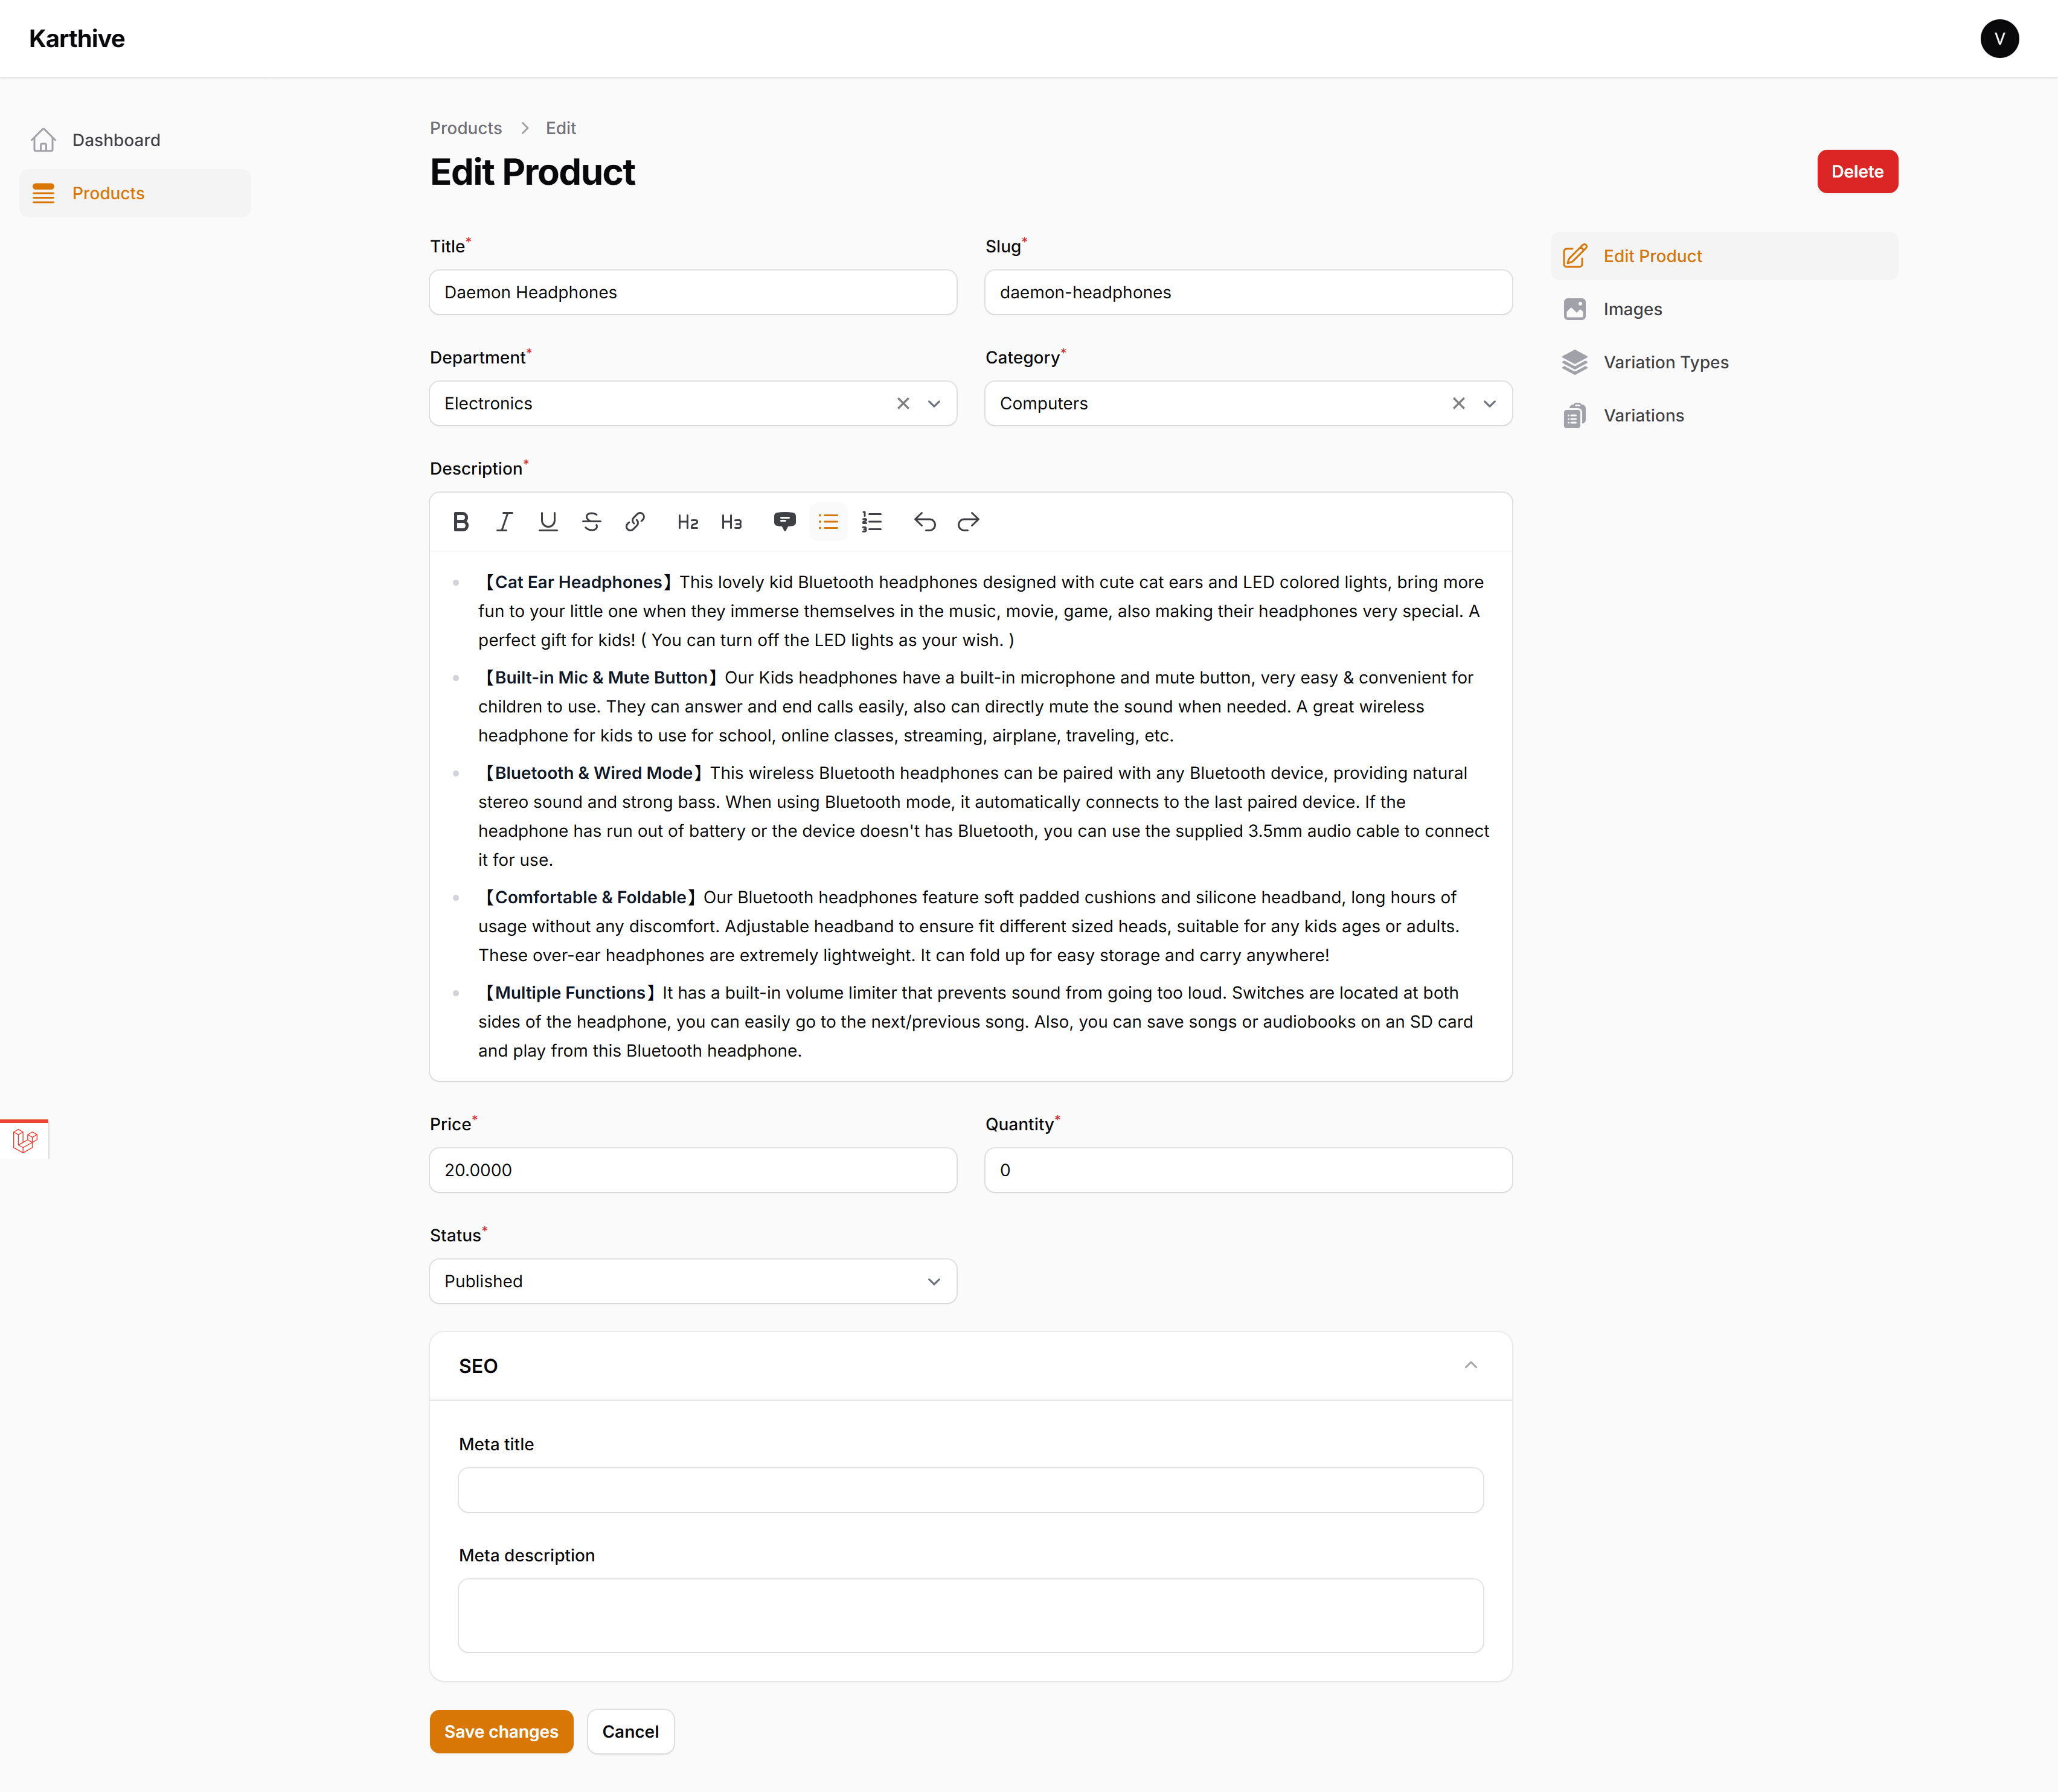 Karthive
V
Dashboard
Products
Products > Edit
Edit Product
Delete
Title*
Slug*
Daemon Headphones
daemon-headphones
Department*
Category*
Electronics
Computers
Edit Product
Images
Variation Types
Variations
Description*
B I U S H2 H3
【Cat Ear Headphones】This lovely kid Bluetooth headphones designed with cute cat ears and LED colored lights, bring more
fun to your little one when they immerse themselves in the music, movie, game, also making their headphones very special. A
perfect gift for kids! ( You can turn off the LED lights as your wish. )
【Built-in Mic & Mute Button】Our Kids headphones have a built-in microphone and mute button, very easy & convenient for
children to use. They can answer and end calls easily, also can directly mute the sound when needed. A great wireless
headphone for kids to use for school, online classes, streaming, airplane, traveling, etc.
【Bluetooth & Wired Mode】This wireless Bluetooth headphones can be paired with any Bluetooth device, providing natural
stereo sound and strong bass. When using Bluetooth mode, it automatically connects to the last paired device. If the
headphone has run out of battery or the device doesn't has Bluetooth, you can use the supplied 3.5mm audio cable to connect
it for use.
【Comfortable & Foldable】Our Bluetooth headphones feature soft padded cushions and silicone headband, long hours of
usage without any discomfort. Adjustable headband to ensure fit different sized heads, suitable for any kids ages or adults.
These over-ear headphones are extremely lightweight. It can fold up for easy storage and carry anywhere!
【Multiple Functions】It has a built-in volume limiter that prevents sound from going too loud. Switches are located at both
sides of the headphone, you can easily go to the next/previous song. Also, you can save songs or audiobooks on an SD card
and play from this Bluetooth headphone.
Price*
Quantity*
20.0000
0
Status*
Published
SEO
Meta title
Meta description
Save changes
Cancel